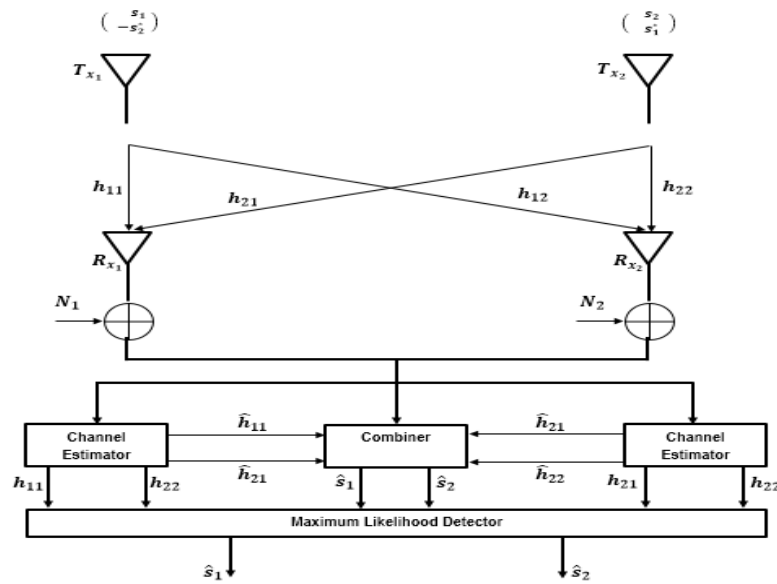 ( s₁ ) ( s₂ )
( -s₂* ) ( s₁* )
Tx₁ Tx₂
h₁₁ h₂₁ h₁₂ h₂₂
Rx₁ Rx₂
N₁ N₂
ĥ₁₁ ĥ₂₁
Channel Estimator Combiner Channel Estimator
ĥ₂₁ ĥ₂₂
h₁₁ h₂₂ ŝ₁ ŝ₂ h₂₁ h₂₂
Maximum Likelihood Detector
ŝ₁ ŝ₂